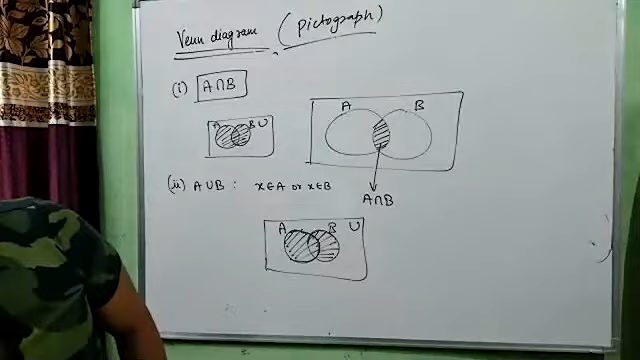 Venn diagram (pictograph)
(i) A∩B
A B U
A B
A∩B
(ii) A∪B : x∈A or x∈B
A B U